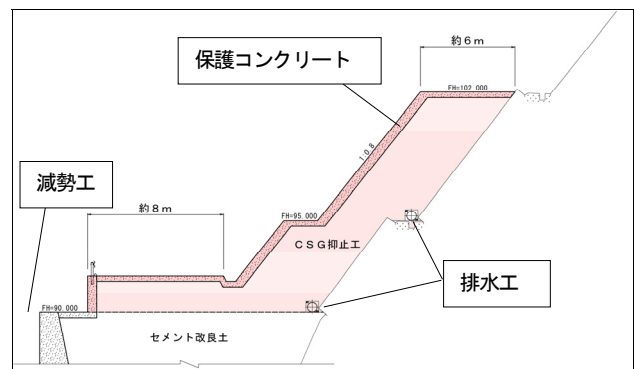 約6m
保護コンクリート
FH=102.000
1:0.8
減勢工
約8m
FH=95.000
CSG抑止工
排水工
FH=90.000
セメント改良土